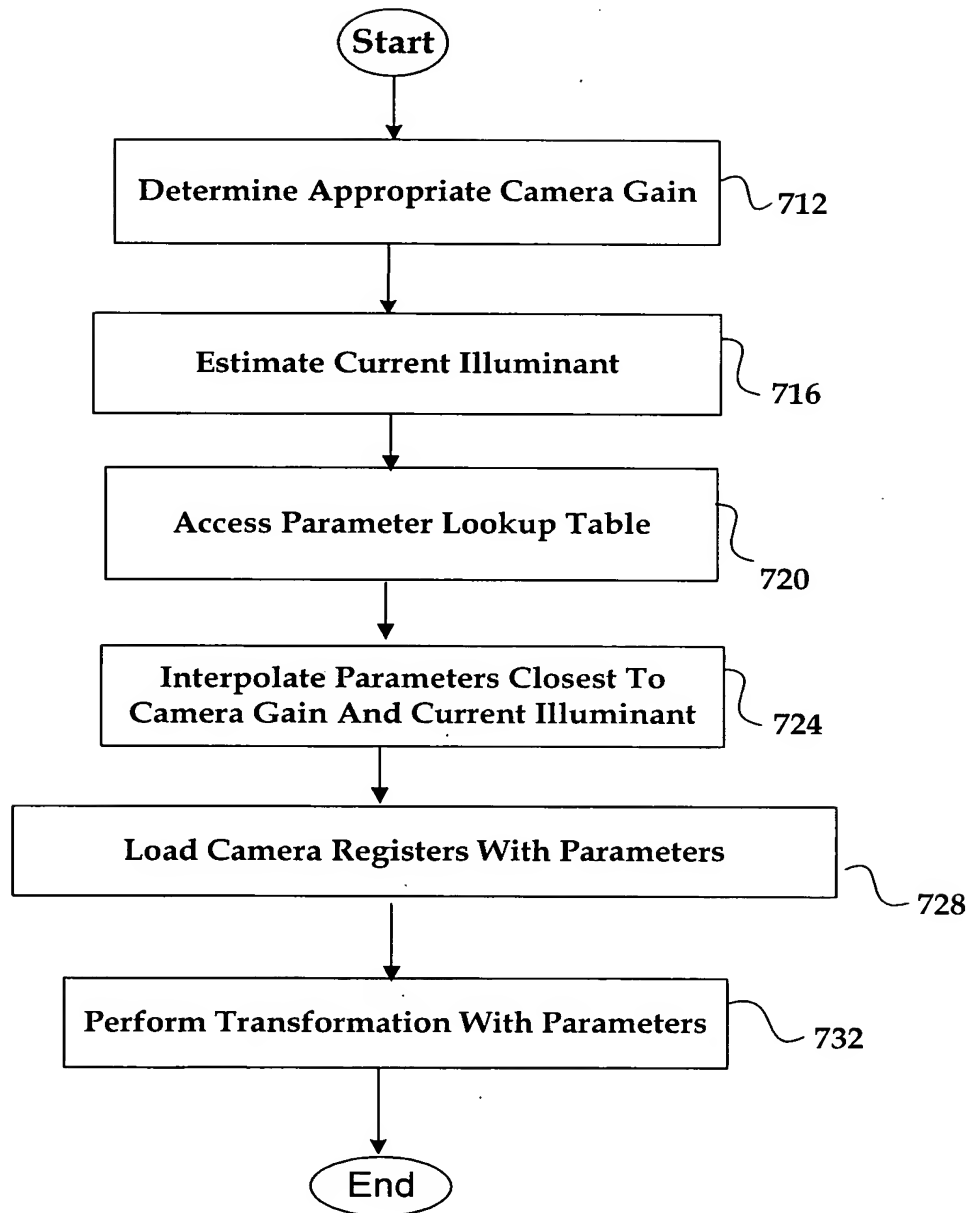 Start
Determine Appropriate Camera Gain
712
Estimate Current Illuminant
716
Access Parameter Lookup Table
720
Interpolate Parameters Closest To
Camera Gain And Current Illuminant
724
Load Camera Registers With Parameters
728
Perform Transformation With Parameters
732
End